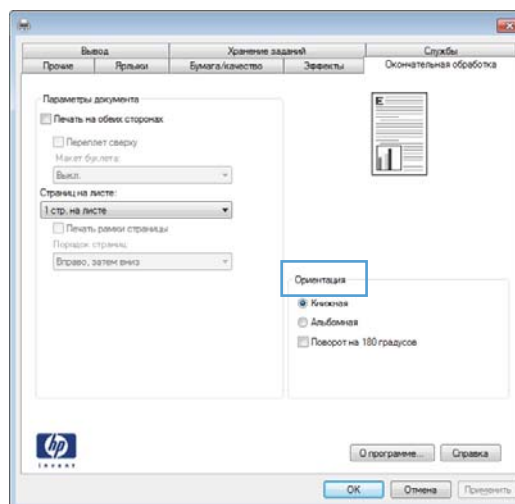 Вывод
Хранение заданий
Службы
Прочие
Ярлыки
Бумага/качество
Эффекты
Окончательная обработка
Параметры документа
Печать на обеих сторонах
Переплет сверху
Макет буклета:
Выкл.
Страниц на листе:
1 стр. на листе
Печать рамки страницы
Порядок страниц:
Вправо, затем вниз
E
Ориентация
Книжная
Альбомная
Поворот на 180 градусов
hp
invent
О программе...
Справка
OK
Отмена
Применить